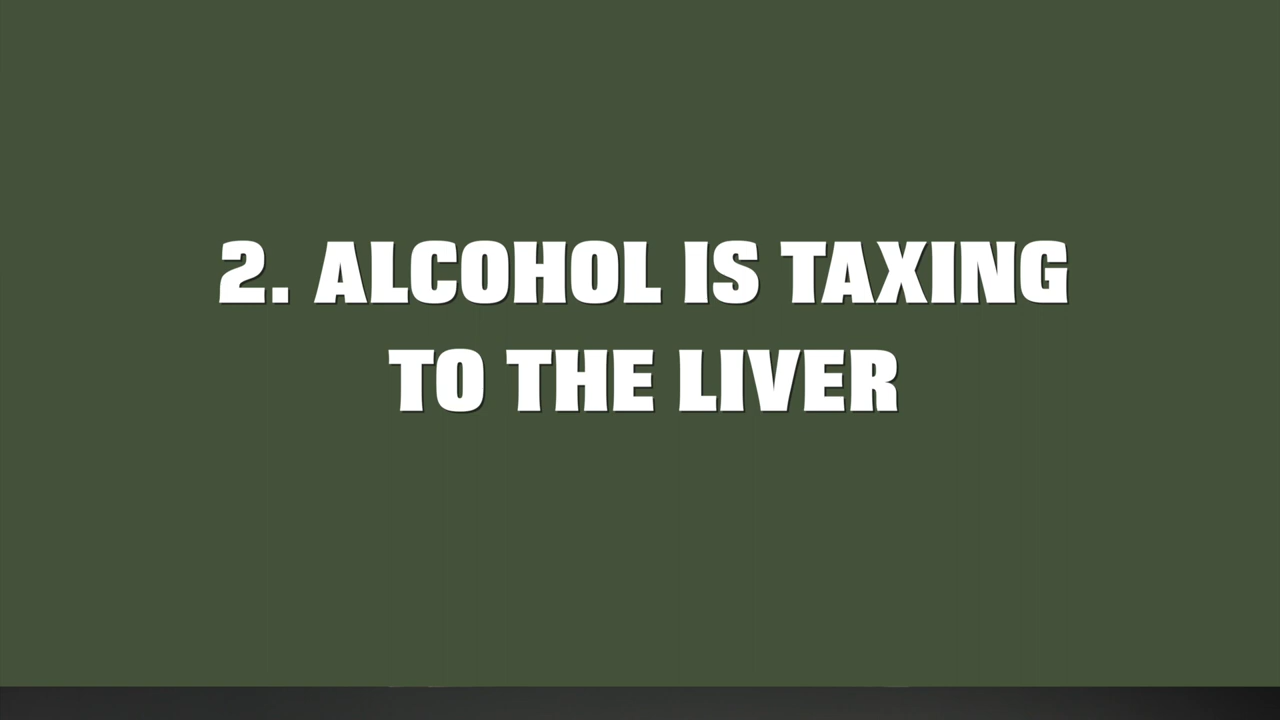 2. ALCOHOL IS TAXING
TO THE LIVER